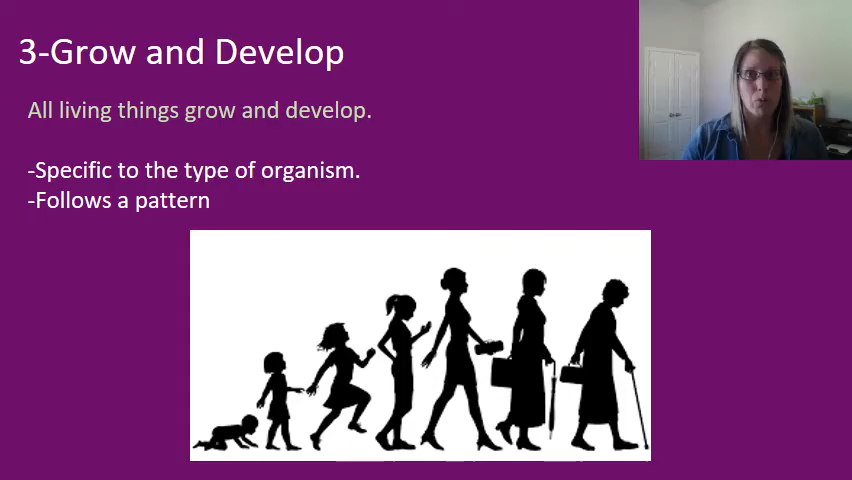 3-Grow and Develop
All living things grow and develop.
-Specific to the type of organism.
-Follows a pattern